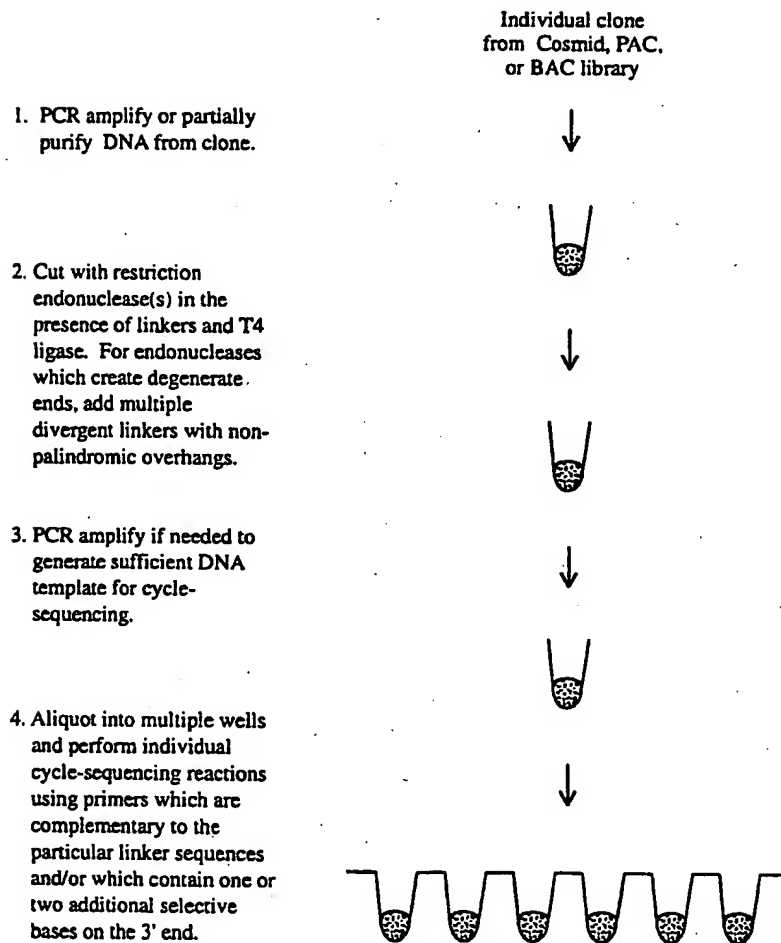 Individual clone
from Cosmid, PAC,
or BAC library
1. PCR amplify or partially
purify DNA from clone.
2. Cut with restriction
endonuclease(s) in the
presence of linkers and T4
ligase. For endonucleases
which create degenerate
ends, add multiple
divergent linkers with non-
palindromic overhangs.
3. PCR amplify if needed to
generate sufficient DNA
template for cycle-
sequencing.
4. Aliquot into multiple wells
and perform individual
cycle-sequencing reactions
using primers which are
complementary to the
particular linker sequences
and/or which contain one or
two additional selective
bases on the 3' end.